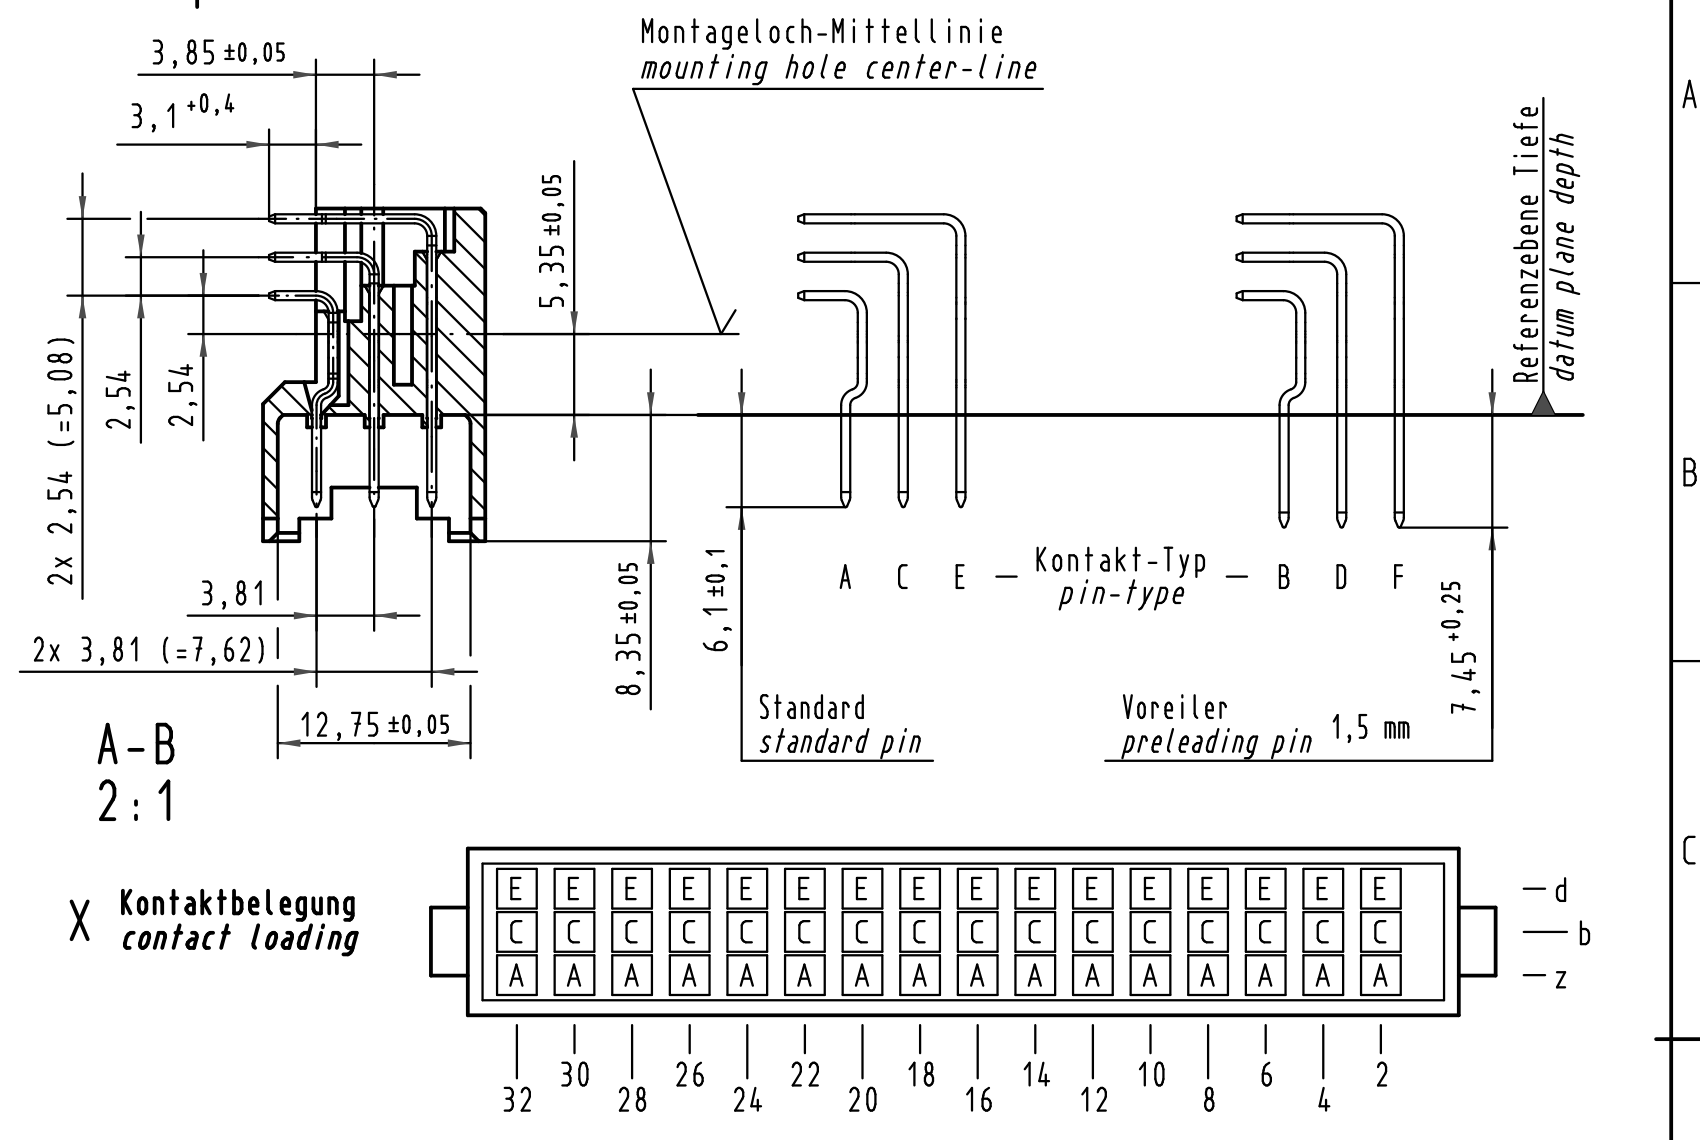 Montageloch-Mittellinie
mounting hole center-line
3,85 ±0,05
3,1 +0,4
5,35 ±0,05
Referenzebene Tiefe
datum plane depth
A
2x 2,54 (=5,08)
2,54
2,54
B
A C E – Kontakt-Typ – B D F
pin-type
3,81
2x 3,81 (=7,62)
12,75 ±0,05
8,35 ±0,05
6,1 ±0,1
7,45 +0,25
Standard
standard pin
Voreiler
preleading pin 1,5 mm
A-B
2:1
C
X Kontaktbelegung
contact loading
E E E E E E E E E E E E E E E E – d
C C C C C C C C C C C C C C C C – b
A A A A A A A A A A A A A A A A – z
30 26 22 18 14 10 6 2
32 28 24 20 16 12 8 4